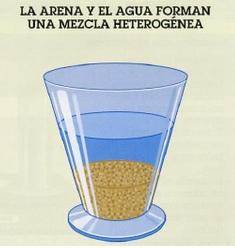 LA ARENA Y EL AGUA FORMAN
UNA MEZCLA HETEROGÉNEA